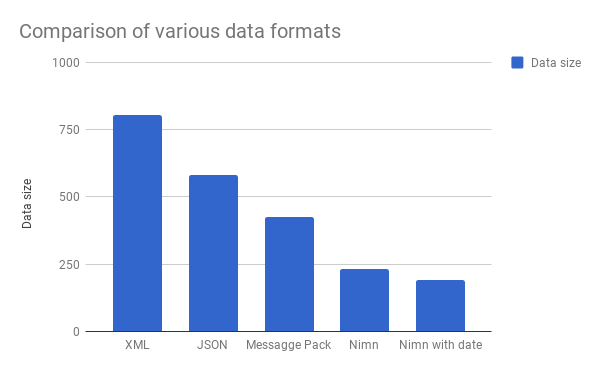 Comparison of various data formats
1000
750
500
250
0
Data size
Data size
XML
JSON
Messagge Pack
Nimn
Nimn with date